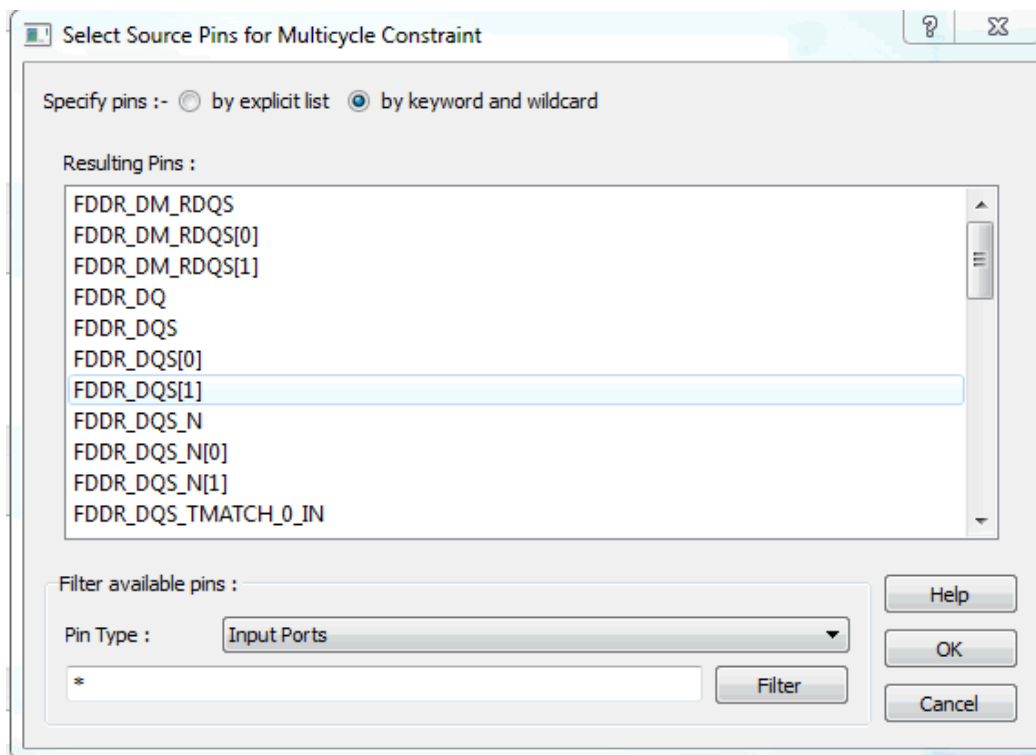 Select Source Pins for Multicycle Constraint
Specify pins :- by explicit list by keyword and wildcard
Resulting Pins :
FDDR_DM_RDQS
FDDR_DM_RDQS[0]
FDDR_DM_RDQS[1]
FDDR_DQ
FDDR_DQS
FDDR_DQS[0]
FDDR_DQS[1]
FDDR_DQS_N
FDDR_DQS_N[0]
FDDR_DQS_N[1]
FDDR_DQS_TMATCH_0_IN
Filter available pins :
Help
Pin Type : Input Ports
OK
*
Filter
Cancel